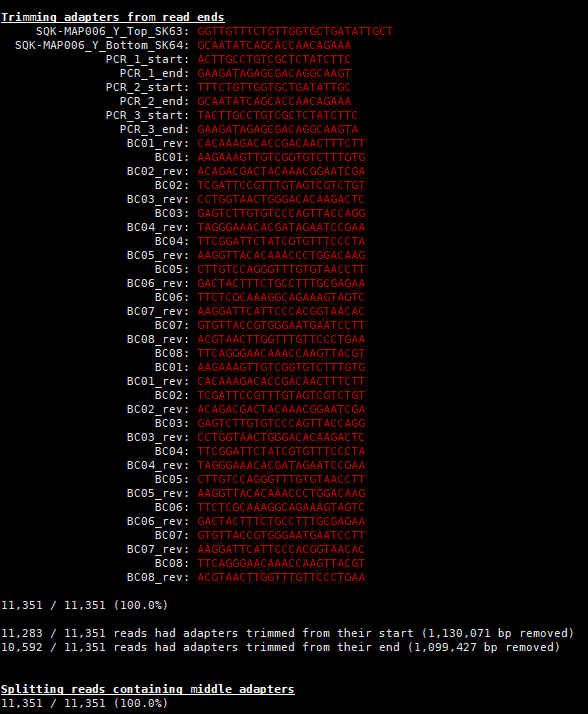 Trimming adapters from read ends
SQK-MAP006_Y_Top_SK63: GGTTGTTTCTGTTGGTGCTGATATTGCT
SQK-MAP006_Y_Bottom_SK64: GCAATATCAGCACCAACAGAAA
PCR_1_start: ACTTGCCTGTCGCTCTATCTTC
PCR_1_end: GAAGATAGAGCGACAGGCAAGT
PCR_2_start: TTTCTGTTGGTGCTGATATTGC
PCR_2_end: GCAATATCAGCACCAACAGAAA
PCR_3_start: TACTTGCCTGTCGCTCTATCTTC
PCR_3_end: GAAGATAGAGCGACAGGCAAGTA
BC01_rev: CACAAAGACACCGACAACTTTCTT
BC01: AAGAAAGTTGTCGGTGTCTTTGTG
BC02_rev: ACAGACGACTACAAACGGAATCGA
BC02: TCGATTCCGTTTGTAGTCGTCTGT
BC03_rev: CCTGGTAACTGGGACACAAGACTC
BC03: GAGTCTTGTGTCCCAGTTACCAGG
BC04_rev: TAGGGAAACACGATAGAATCCGAA
BC04: TTCGGATTCTATCGTGTTTCCCTA
BC05_rev: AAGGTTACACAAACCCTGGACAAG
BC05: CTTGTCCAGGGTTTGTGTAACCTT
BC06_rev: GACTACTTTCTGCCTTTGCGAGAA
BC06: TTCTCGCAAAGGCAGAAAGTAGTC
BC07_rev: AAGGATTCATTCCCACGGTAACAC
BC07: GTGTTACCGTGGGAATGAATCCTT
BC08_rev: ACGTAACTTGGTTTGTTCCCTGAA
BC08: TTCAGGGAACAAACCAAGTTACGT
BC01: AAGAAAGTTGTCGGTGTCTTTGTG
BC01_rev: CACAAAGACACCGACAACTTTCTT
BC02: TCGATTCCGTTTGTAGTCGTCTGT
BC02_rev: ACAGACGACTACAAACGGAATCGA
BC03: GAGTCTTGTGTCCCAGTTACCAGG
BC03_rev: CCTGGTAACTGGGACACAAGACTC
BC04: TTCGGATTCTATCGTGTTTCCCTA
BC04_rev: TAGGGAAACACGATAGAATCCGAA
BC05: CTTGTCCAGGGTTTGTGTAACCTT
BC05_rev: AAGGTTACACAAACCCTGGACAAG
BC06: TTCTCGCAAAGGCAGAAAGTAGTC
BC06_rev: GACTACTTTCTGCCTTTGCGAGAA
BC07: GTGTTACCGTGGGAATGAATCCTT
BC07_rev: AAGGATTCATTCCCACGGTAACAC
BC08: TTCAGGGAACAAACCAAGTTACGT
BC08_rev: ACGTAACTTGGTTTGTTCCCTGAA
11,351 / 11,351 (100.0%)
11,283 / 11,351 reads had adapters trimmed from their start (1,130,071 bp removed)
10,592 / 11,351 reads had adapters trimmed from their end (1,099,427 bp removed)
Splitting reads containing middle adapters
11,351 / 11,351 (100.0%)